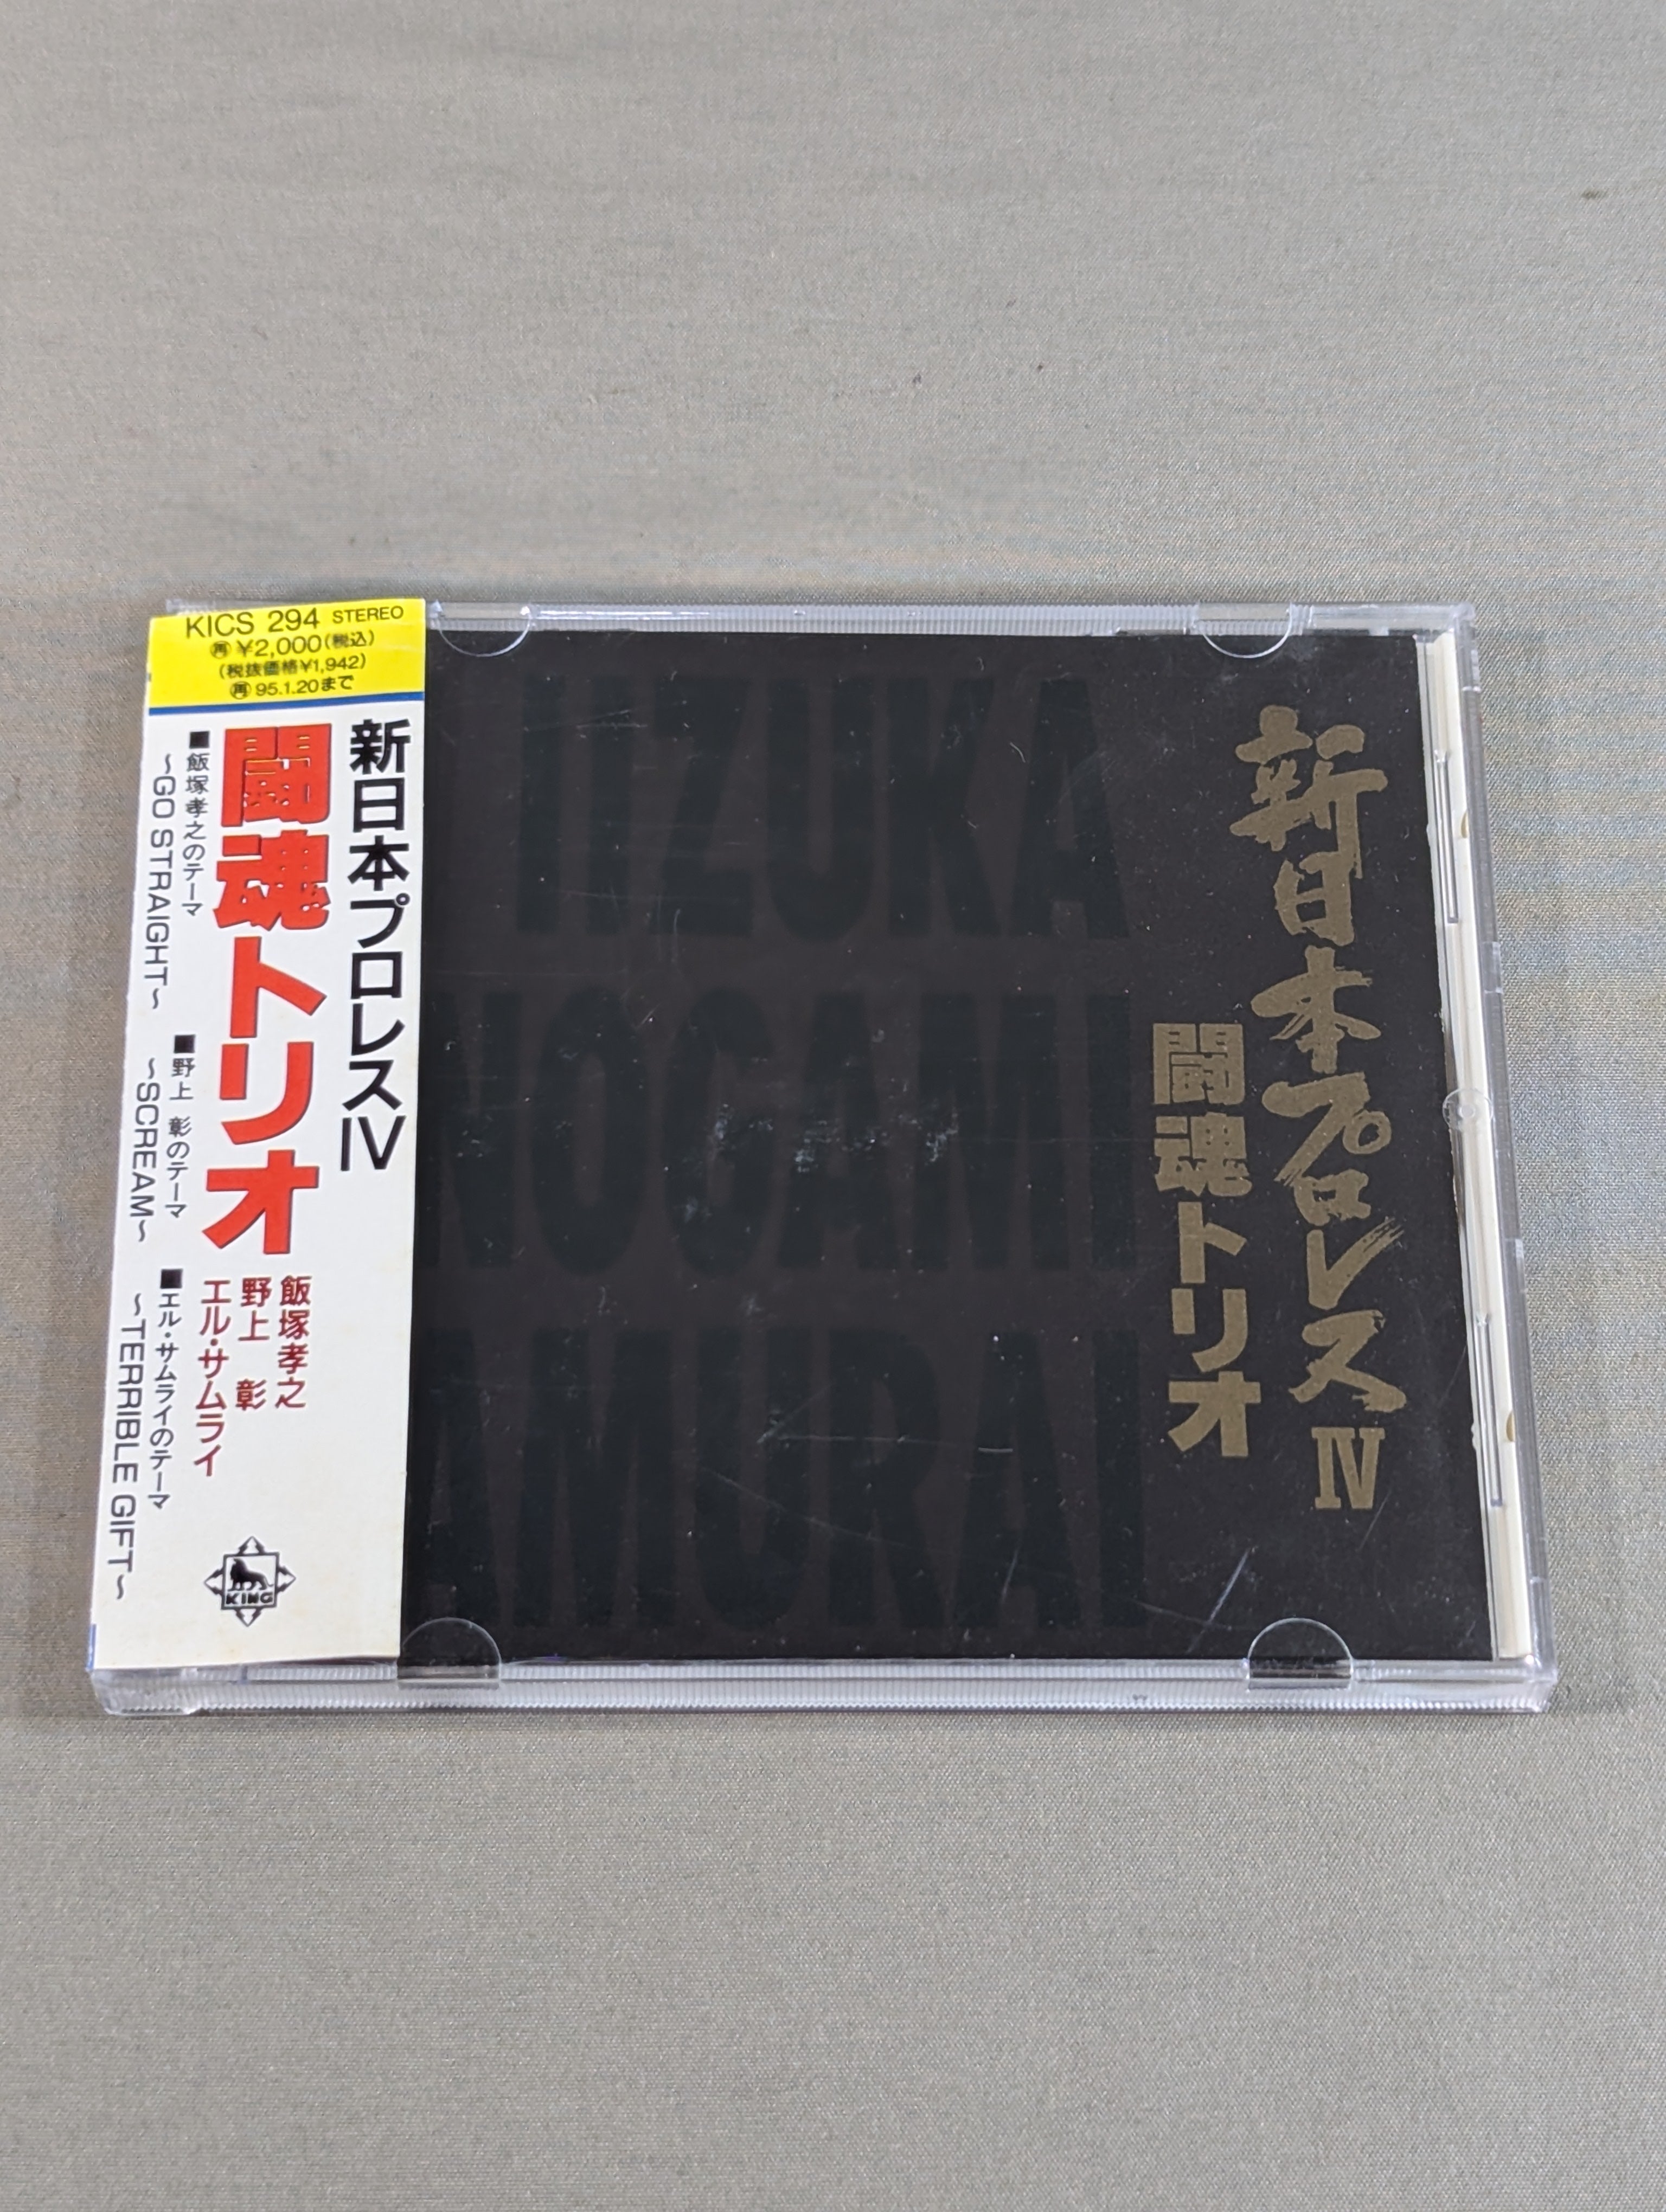 KICS 294 STEREO
再 ¥2,000(税込)
(税抜価格¥1,942)
再 95.1.20まで
新日本プロレスⅣ
闘魂トリオ
飯塚孝之
野上 彰
エル・サムライ
■飯塚孝之のテーマ
~GO STRAIGHT~
■野上 彰のテーマ
~SCREAM~
■エル・サムライのテーマ
~TERRIBLE GIFT~
KING
新日本プロレスⅣ
闘魂トリオ
IIZUKA
NOGAMI
AMURAI